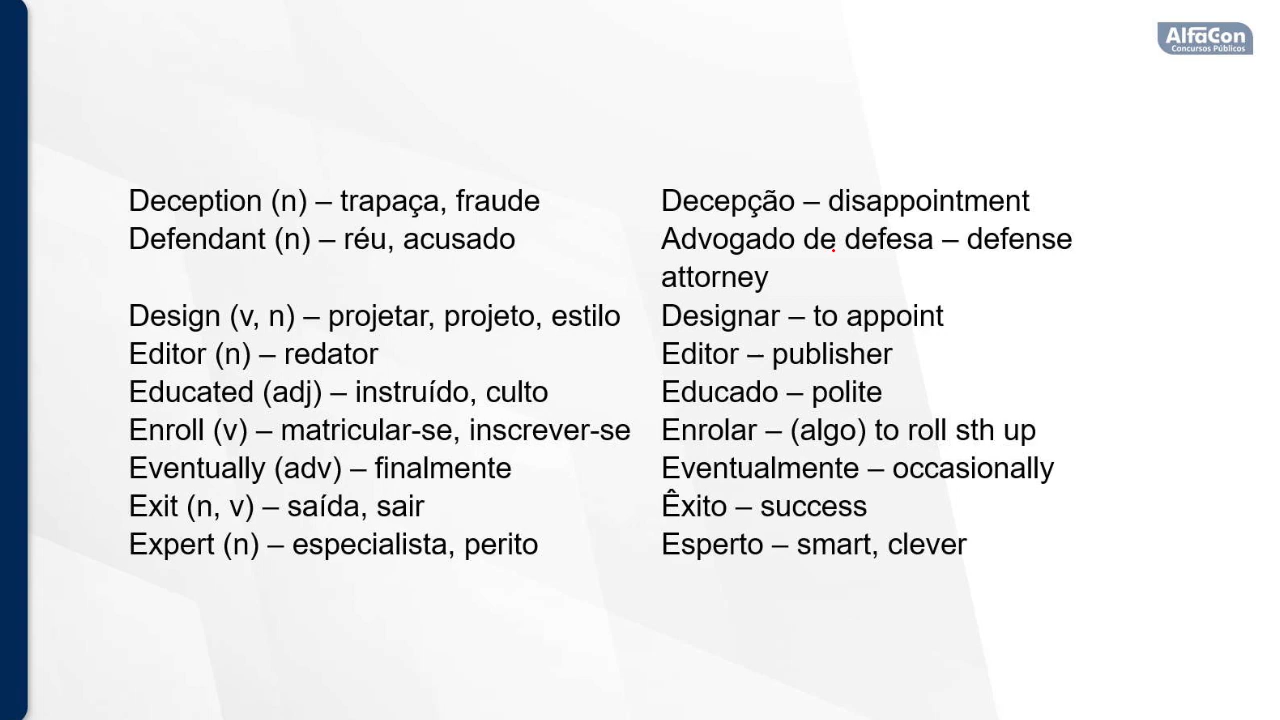 AlfaCon
Concursos Públicos
Deception (n) – trapaça, fraude
Decepção – disappointment
Defendant (n) – réu, acusado
Advogado de defesa – defense
attorney
Design (v, n) – projetar, projeto, estilo
Designar – to appoint
Editor (n) – redator
Editor – publisher
Educated (adj) – instruído, culto
Educado – polite
Enroll (v) – matricular-se, inscrever-se
Enrolar – (algo) to roll sth up
Eventually (adv) – finalmente
Eventualmente – occasionally
Exit (n, v) – saída, sair
Êxito – success
Expert (n) – especialista, perito
Esperto – smart, clever